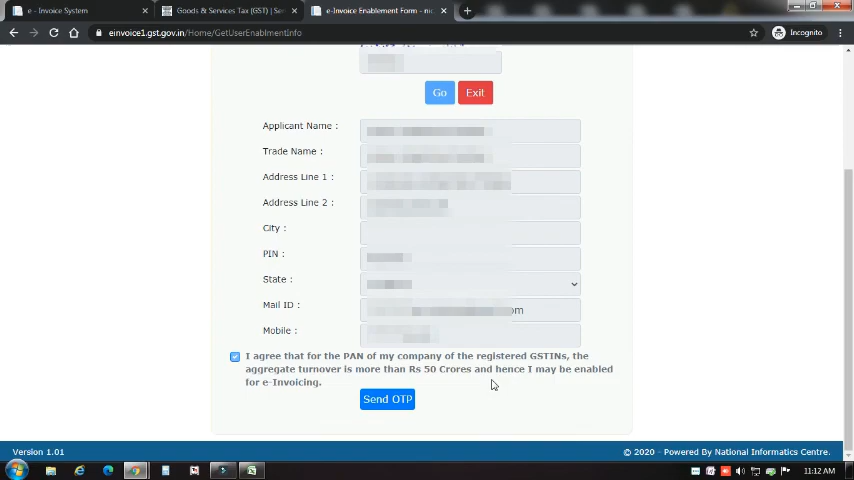 e - Invoice System
Goods & Services Tax (GST) | Ser
e-Invoice Enablement Form - nic
einvoice1.gst.gov.in/Home/GetUserEnablmentInfo
Incognito
Go
Exit
Applicant Name :
Trade Name :
Address Line 1 :
Address Line 2 :
City :
PIN :
State :
Mail ID :
om
Mobile :
I agree that for the PAN of my company of the registered GSTINs, the
aggregate turnover is more than Rs 50 Crores and hence I may be enabled
for e-Invoicing.
Send OTP
Version 1.01
© 2020 - Powered By National Informatics Centre.
11:12 AM